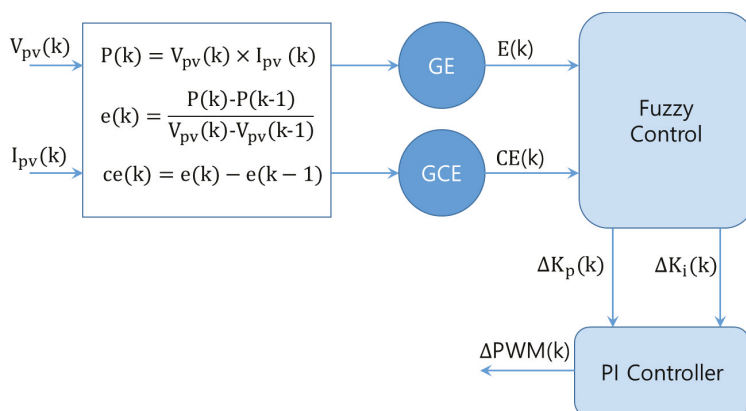 V_pv(k)
P(k) = V_pv(k) × I_pv (k)
e(k) = P(k)-P(k-1) / V_pv(k)-V_pv(k-1)
I_pv(k)
ce(k) = e(k) − e(k − 1)
GE
E(k)
GCE
CE(k)
Fuzzy
Control
ΔK_p(k)
ΔK_i(k)
ΔPWM(k)
PI Controller